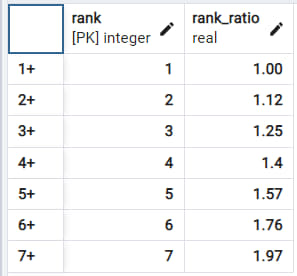 rank rank_ratio
[PK] integer real
1+ 1 1.00
2+ 2 1.12
3+ 3 1.25
4+ 4 1.4
5+ 5 1.57
6+ 6 1.76
7+ 7 1.97